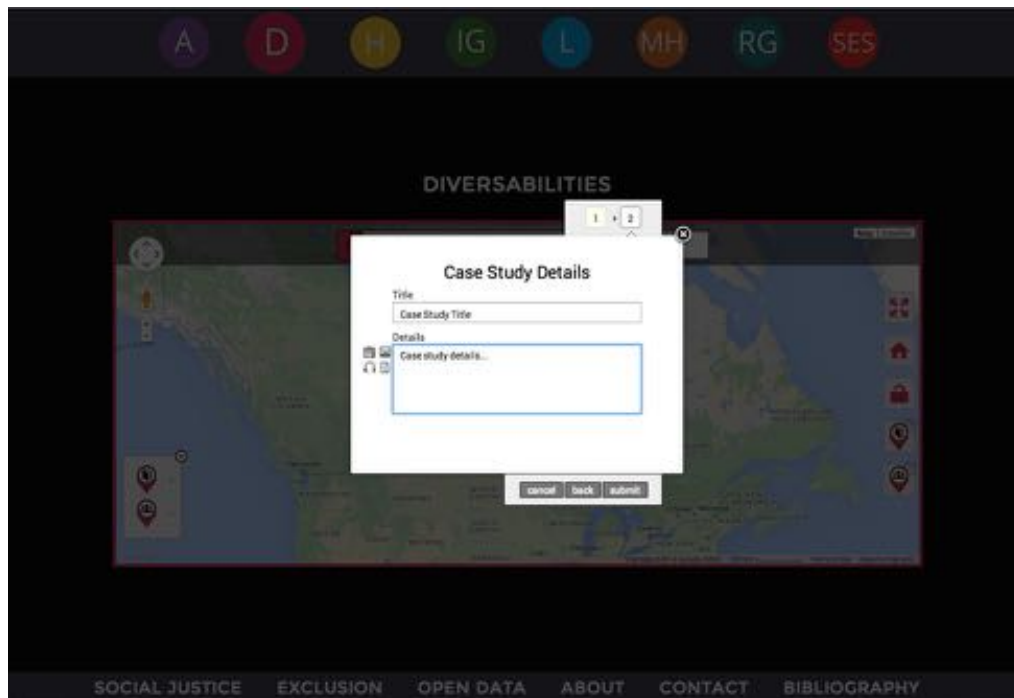 A D H IG L MH RG SES
DIVERSABILITIES
1 2
Case Study Details
Title
Case Study Title
Details
Case study details...
cancel back submit
SOCIAL JUSTICE EXCLUSION OPEN DATA ABOUT CONTACT BIBLIOGRAPHY